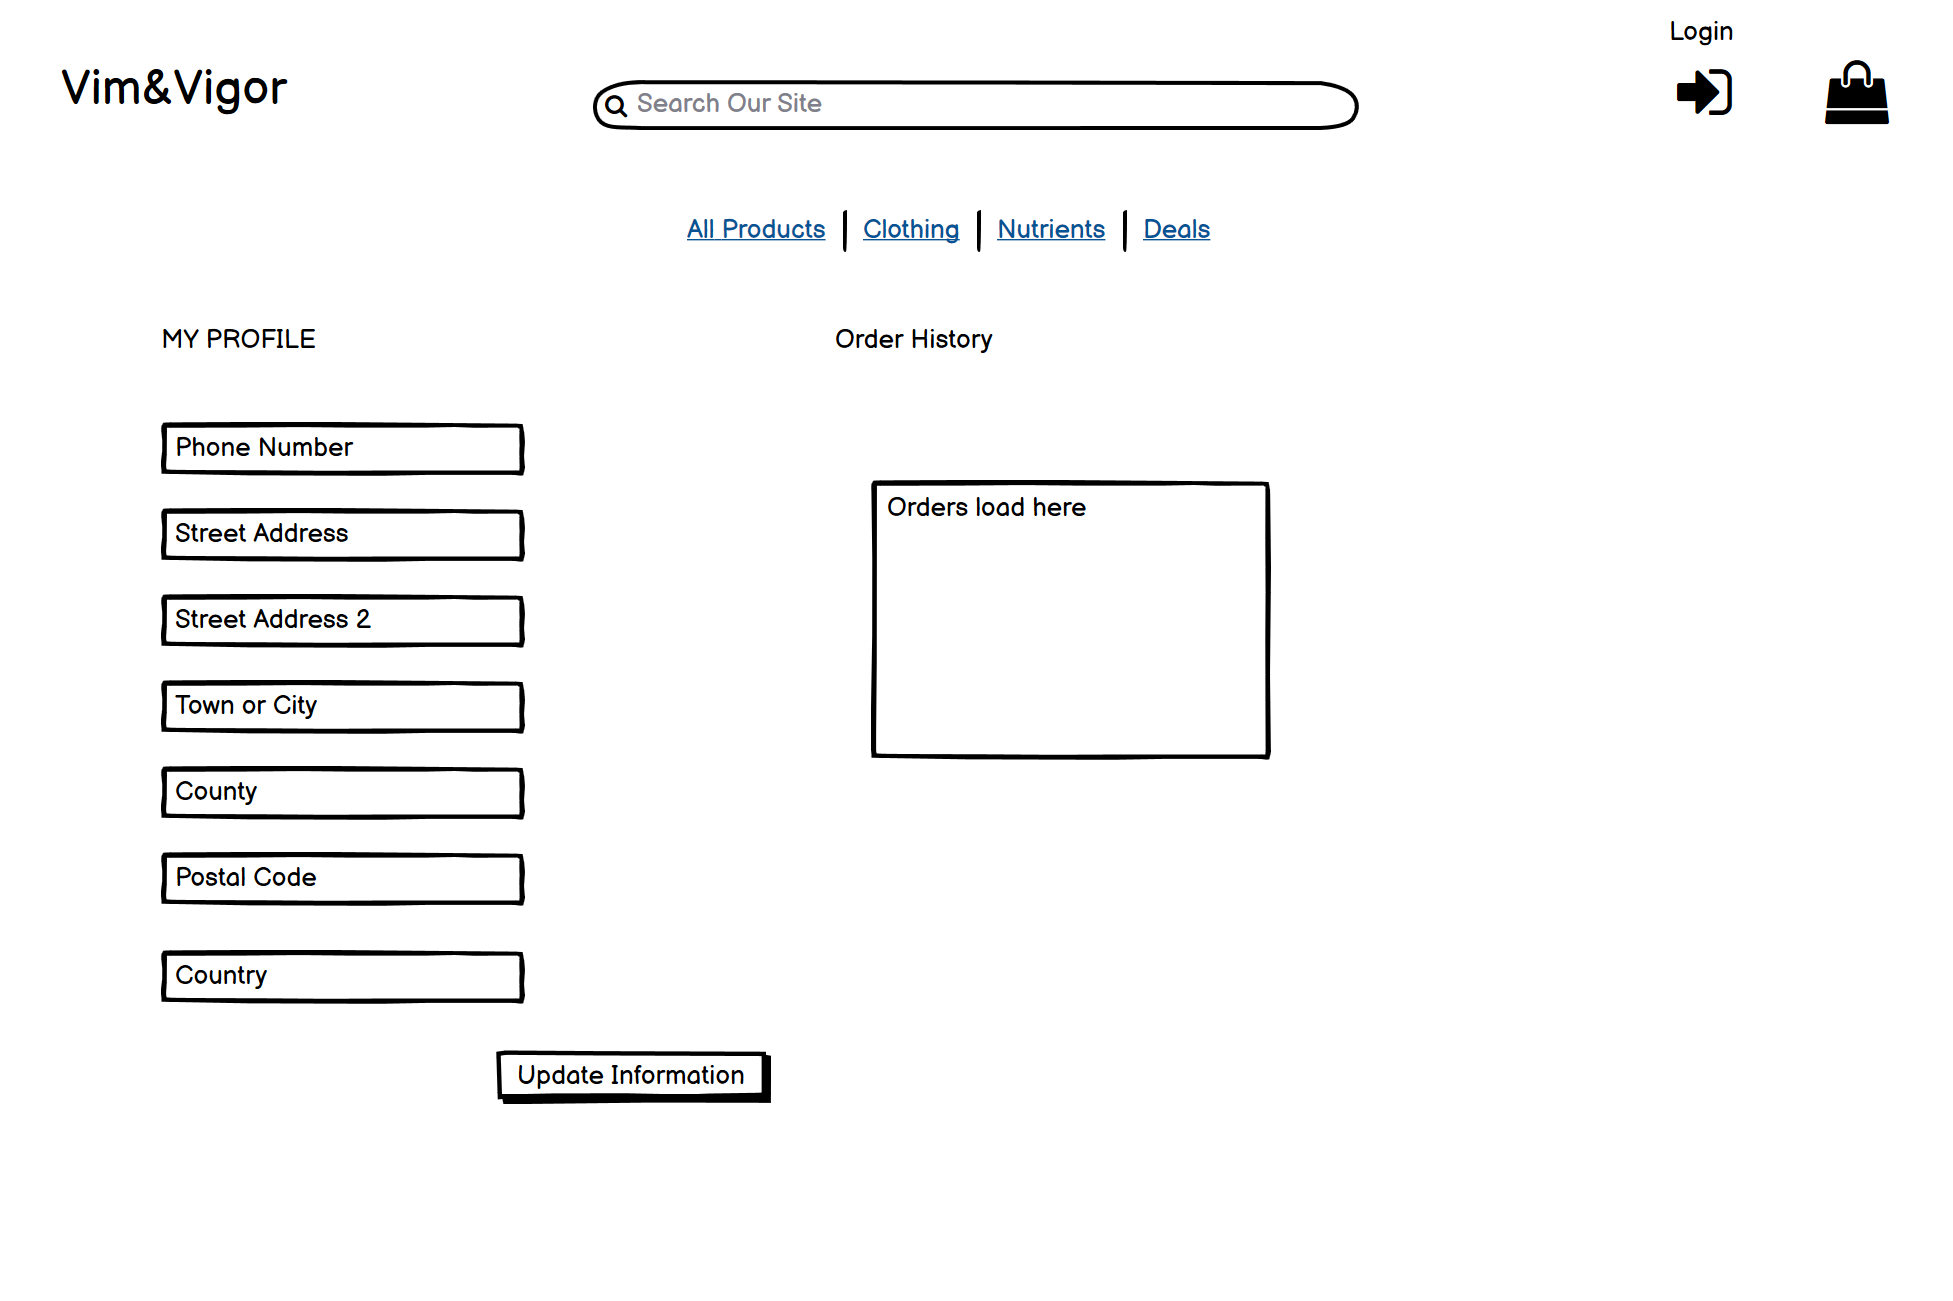 Login
Vim&Vigor
Search Our Site
All Products | Clothing | Nutrients | Deals
MY PROFILE
Order History
Phone Number
Street Address
Orders load here
Street Address 2
Town or City
County
Postal Code
Country
Update Information